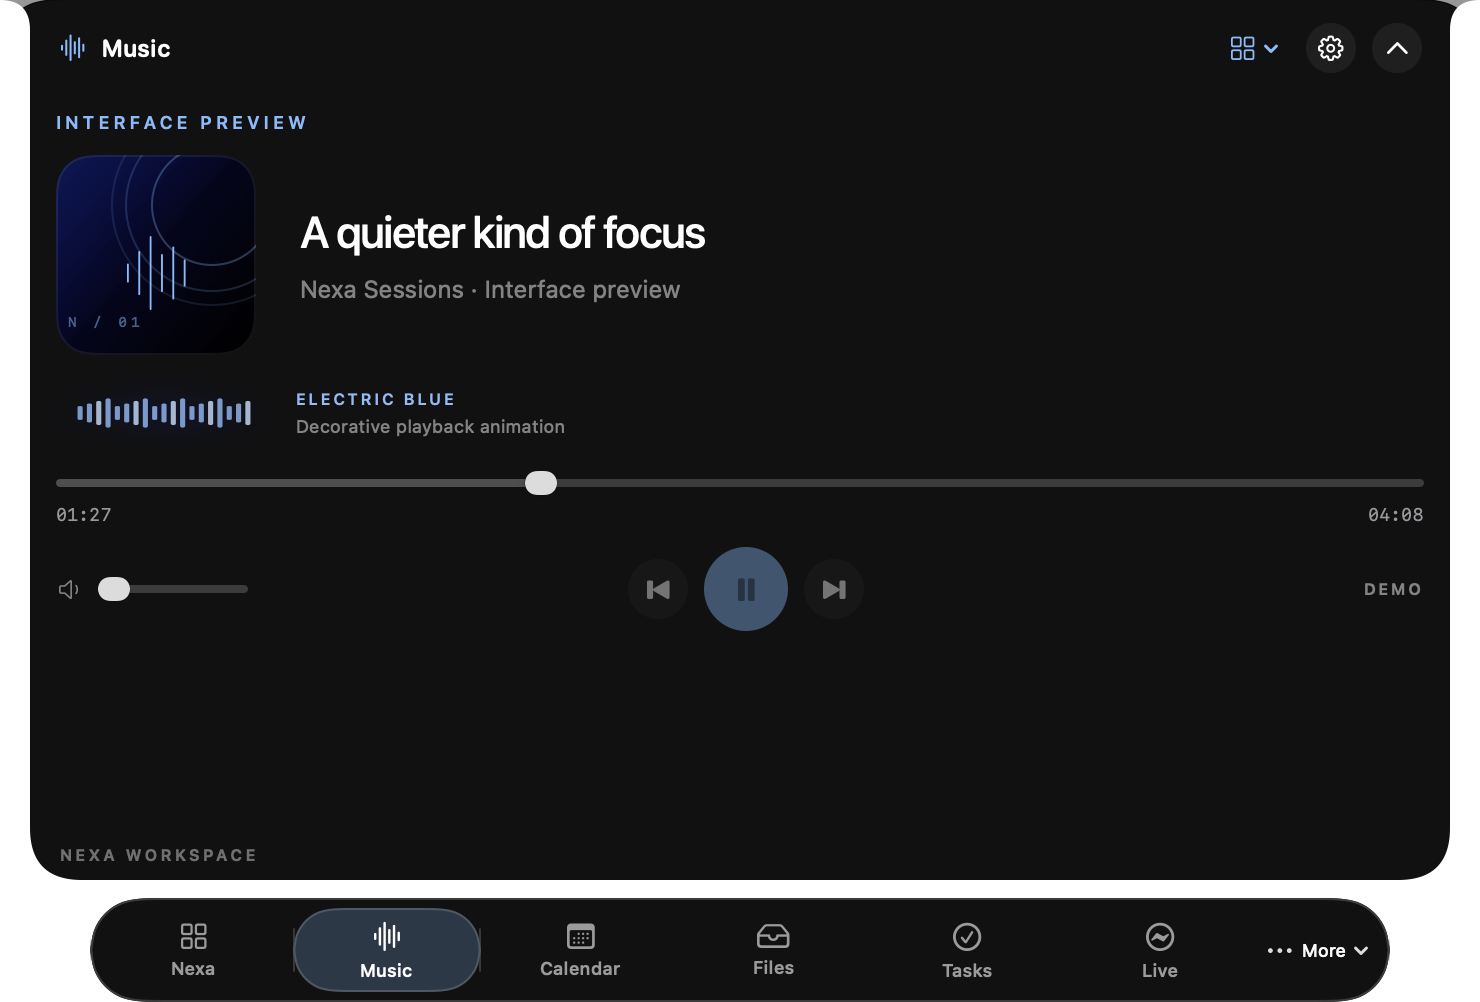 Music
INTERFACE PREVIEW
N / 01
A quieter kind of focus
Nexa Sessions · Interface preview
ELECTRIC BLUE
Decorative playback animation
01:27
04:08
DEMO
NEXA WORKSPACE
Nexa
Music
Calendar
Files
Tasks
Live
More